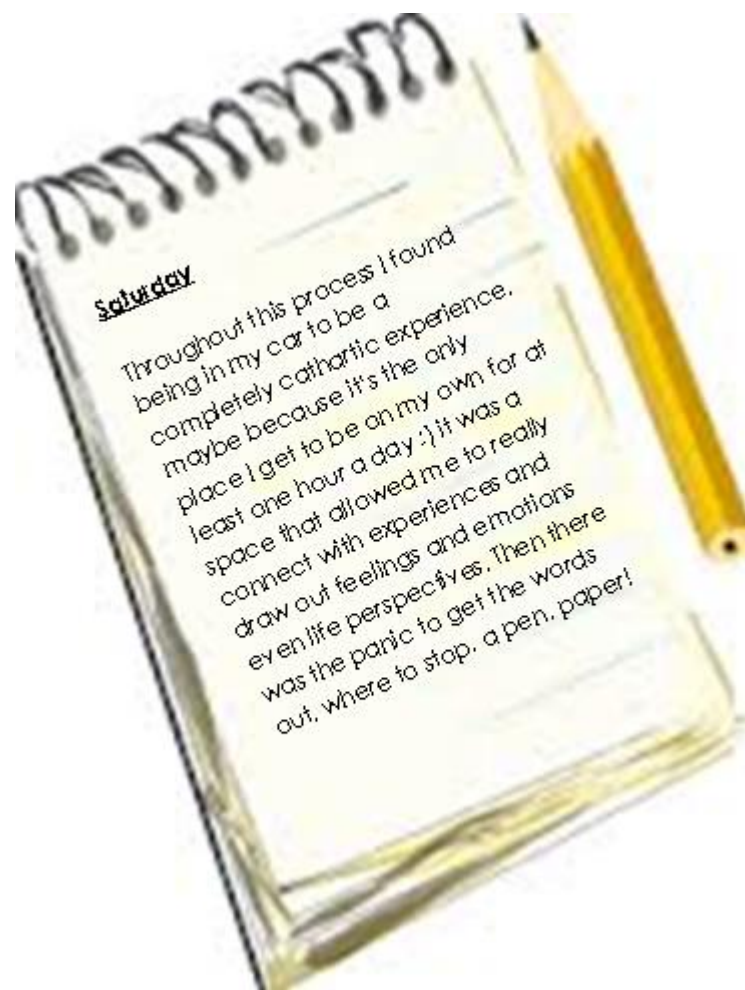 Saturday
Throughout this process I found
being in my car to be a
completely cathartic experience,
maybe because it's the only
place I get to be on my own for at
least one hour a day :) it was a
space that allowed me to really
connect with experiences and
draw out feelings and emotions
even life perspectives. Then there
was the panic to get the words
out, where to stop, a pen, paper!